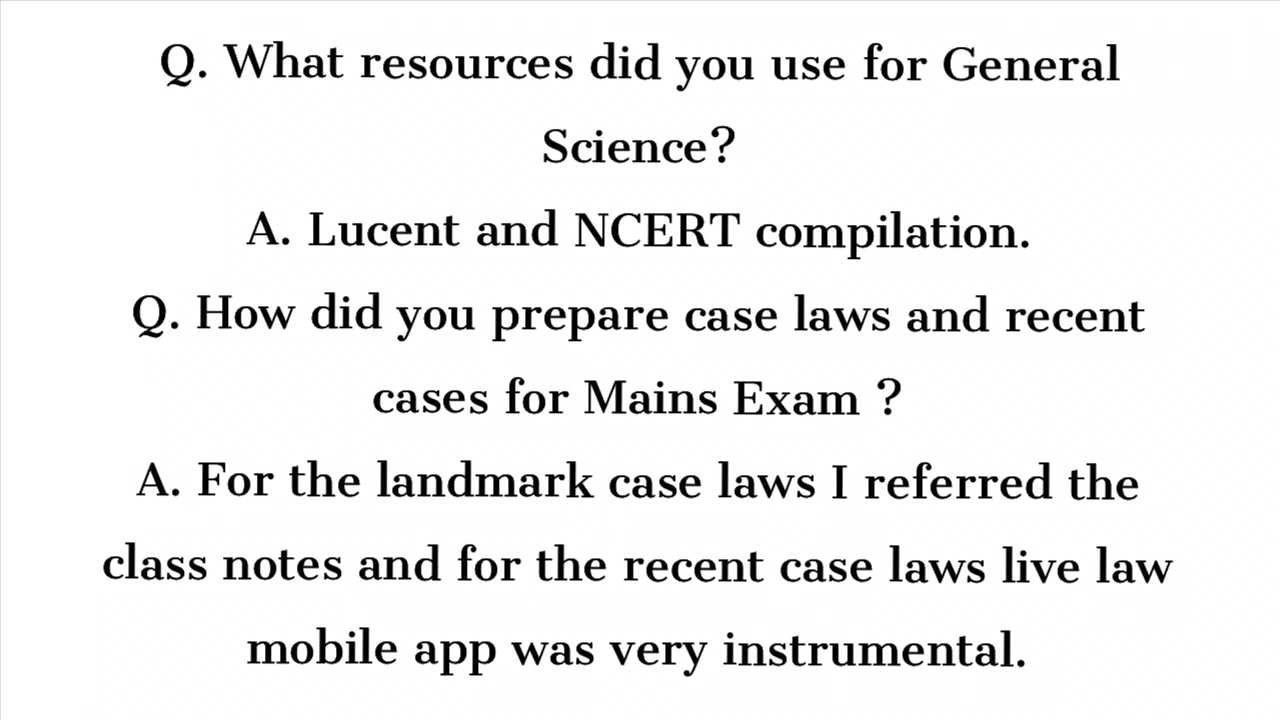 Q. What resources did you use for General
Science?
A. Lucent and NCERT compilation.
Q. How did you prepare case laws and recent
cases for Mains Exam ?
A. For the landmark case laws I referred the
class notes and for the recent case laws live law
mobile app was very instrumental.